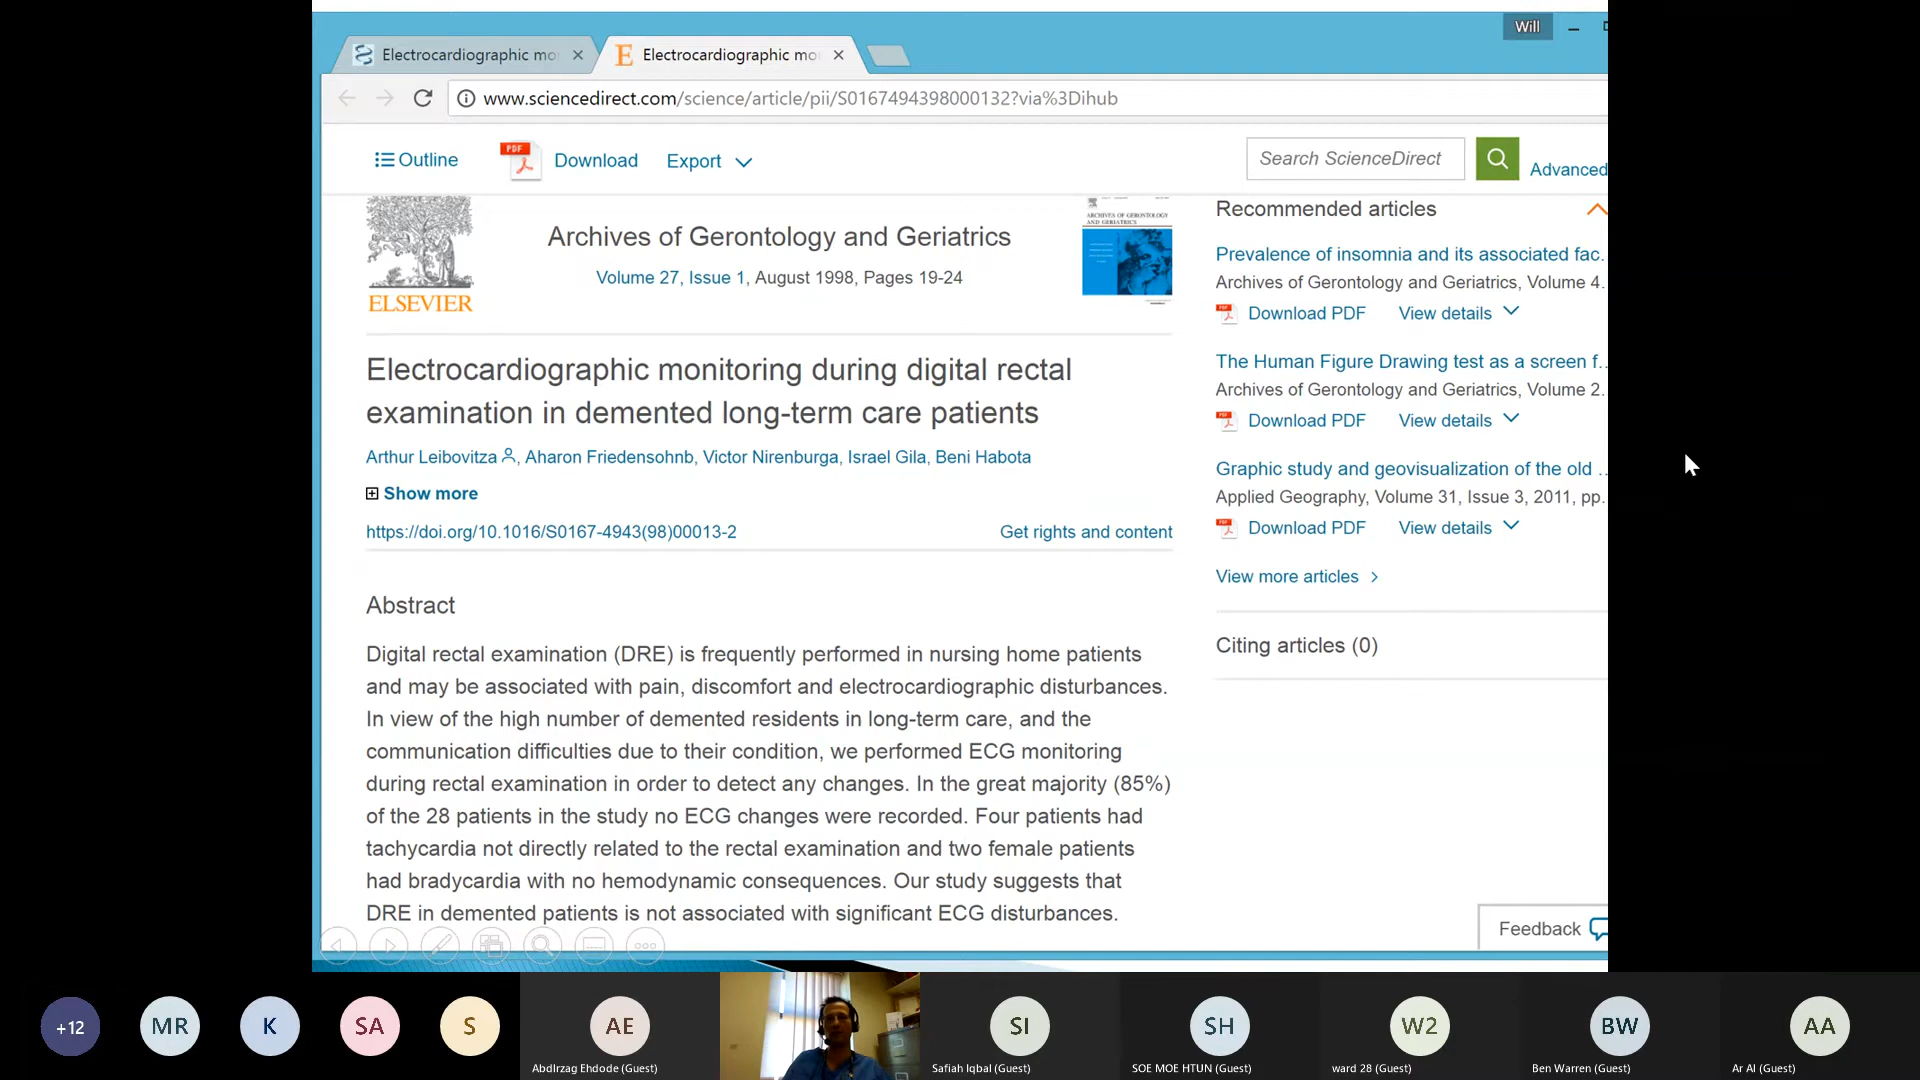 Will
Electrocardiographic mo
Electrocardiographic mo
www.sciencedirect.com/science/article/pii/S0167494398000132?via%3Dihub
Outline
PDF
Download
Export
Search ScienceDirect
Advanced
ELSEVIER
Archives of Gerontology and Geriatrics
Volume 27, Issue 1, August 1998, Pages 19-24
ARCHIVES OF GERONTOLOGY
AND GERIATRICS
Electrocardiographic monitoring during digital rectal
examination in demented long-term care patients
Arthur Leibovitza, Aharon Friedensohnb, Victor Nirenburga, Israel Gila, Beni Habota
Show more
https://doi.org/10.1016/S0167-4943(98)00013-2
Get rights and content
Abstract
Digital rectal examination (DRE) is frequently performed in nursing home patients
and may be associated with pain, discomfort and electrocardiographic disturbances.
In view of the high number of demented residents in long-term care, and the
communication difficulties due to their condition, we performed ECG monitoring
during rectal examination in order to detect any changes. In the great majority (85%)
of the 28 patients in the study no ECG changes were recorded. Four patients had
tachycardia not directly related to the rectal examination and two female patients
had bradycardia with no hemodynamic consequences. Our study suggests that
DRE in demented patients is not associated with significant ECG disturbances.
Recommended articles
Prevalence of insomnia and its associated fac...
Archives of Gerontology and Geriatrics, Volume 4...
Download PDF View details
The Human Figure Drawing test as a screen f...
Archives of Gerontology and Geriatrics, Volume 2...
Download PDF View details
Graphic study and geovisualization of the old ...
Applied Geography, Volume 31, Issue 3, 2011, pp...
Download PDF View details
View more articles
Citing articles (0)
Feedback
+12
MR
K
SA
S
AE
Abdlrzag Ehdode (Guest)
SI
Safiah Iqbal (Guest)
SH
SOE MOE HTUN (Guest)
W2
ward 28 (Guest)
BW
Ben Warren (Guest)
AA
Ar Al (Guest)